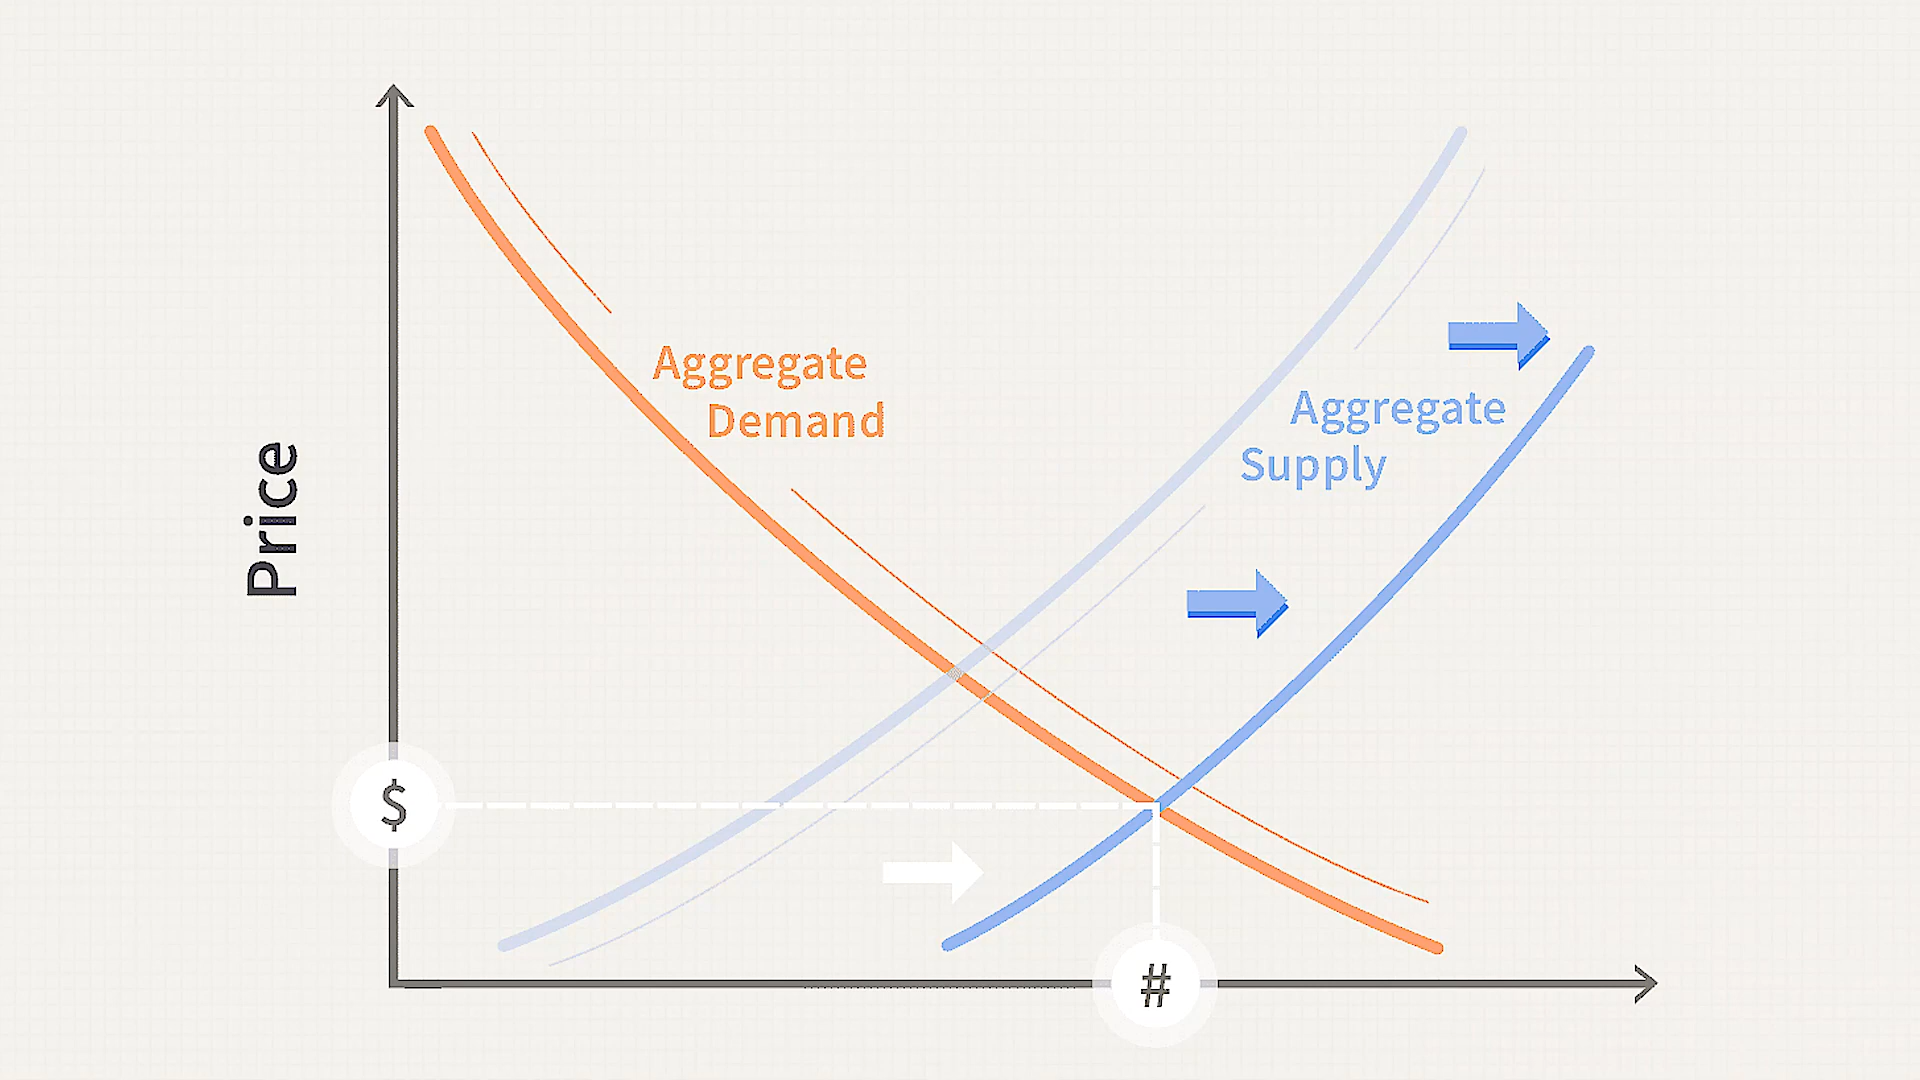 Aggregate
Demand
Aggregate
Supply
Price
$
#